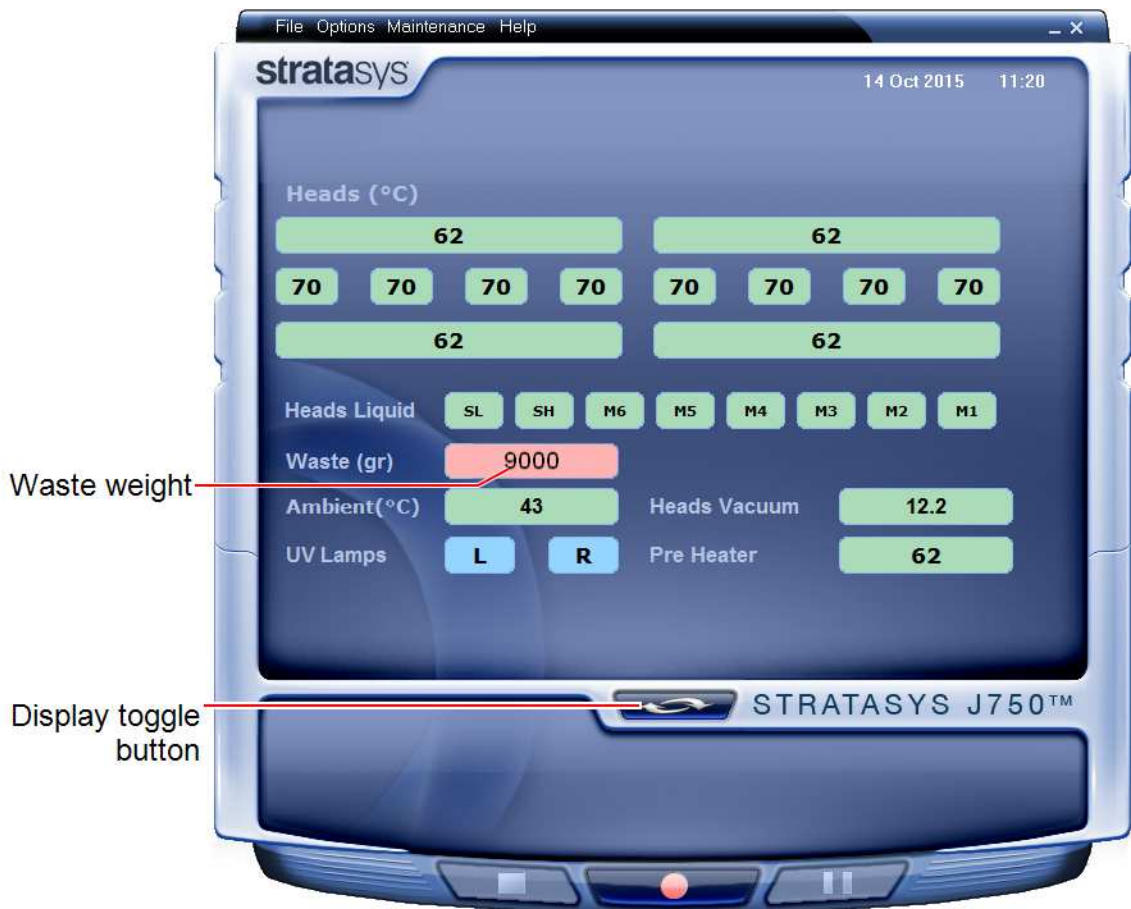 File Options Maintenance Help
stratasys
14 Oct 2015 11:20
Heads (°C)
62 62
70 70 70 70 70 70 70 70
62 62
Heads Liquid SL SH M6 M5 M4 M3 M2 M1
Waste (gr) 9000
Waste weight
Ambient(°C) 43 Heads Vacuum 12.2
UV Lamps L R Pre Heater 62
Display toggle
button
STRATASYS J750™